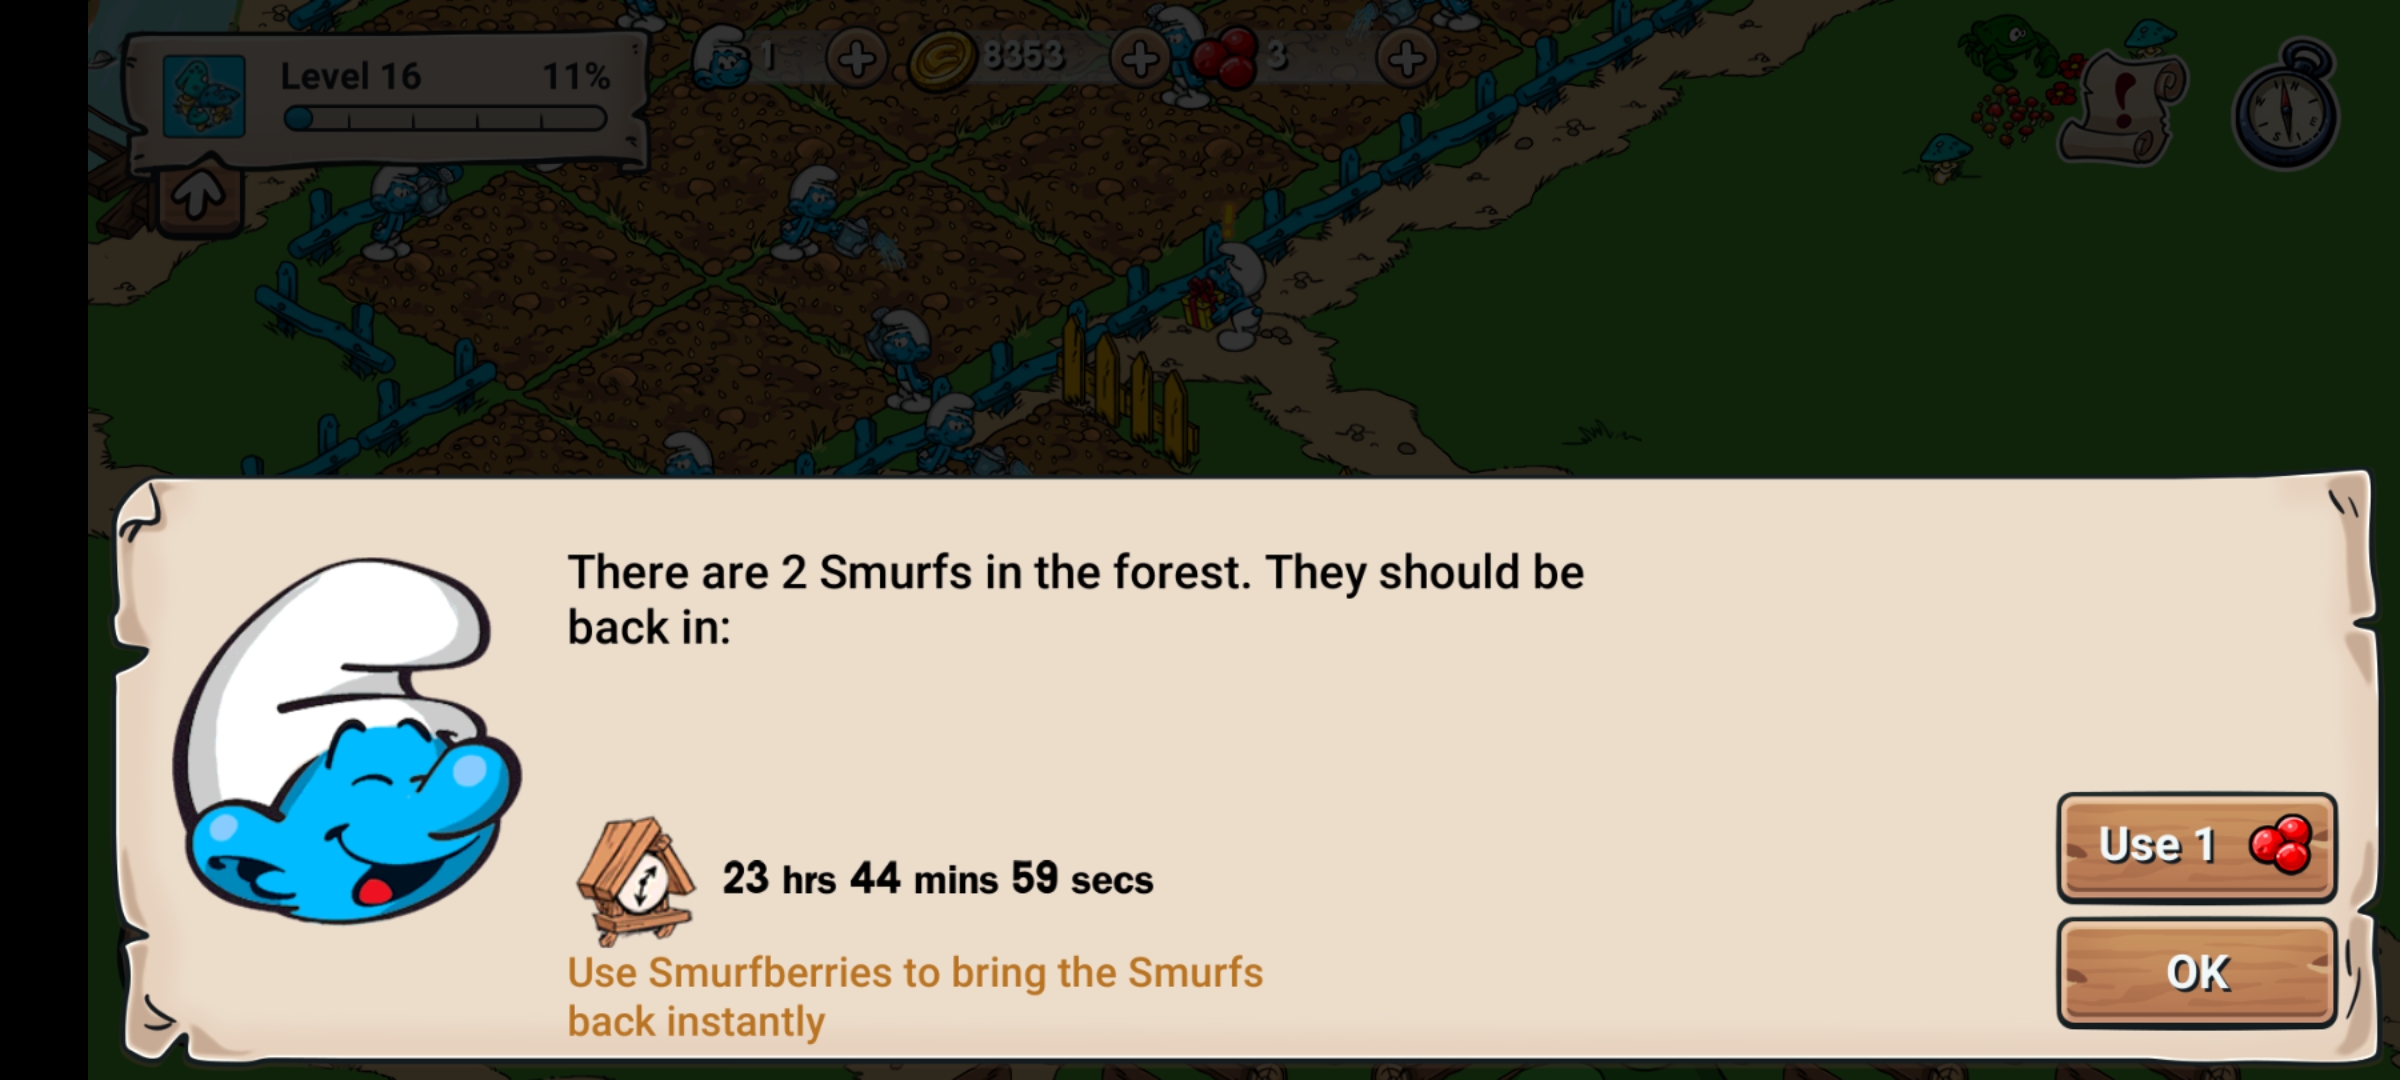 Level 16 11%
1
8353
3
There are 2 Smurfs in the forest. They should be
back in:
23 hrs 44 mins 59 secs
Use Smurfberries to bring the Smurfs
back instantly
Use 1
OK